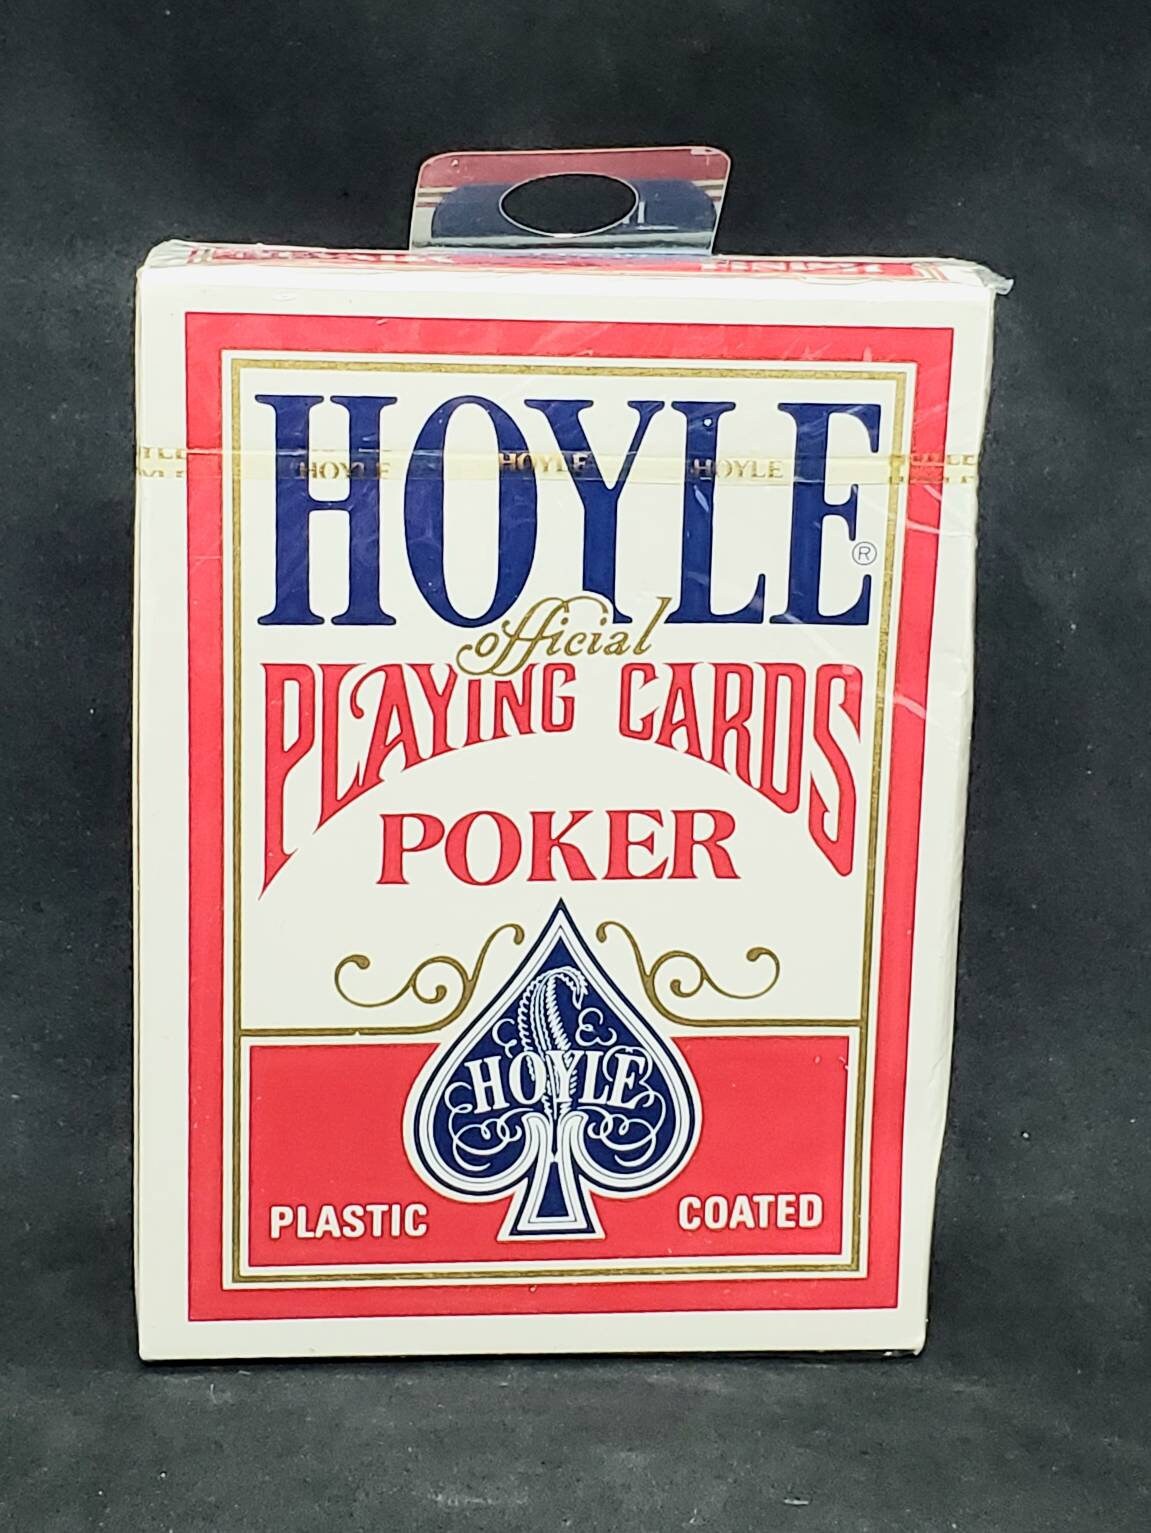 HOYLE
HOYLE HOYLE HOYLE
®
official
PLAYING CARDS
POKER
HOYLE
PLASTIC COATED